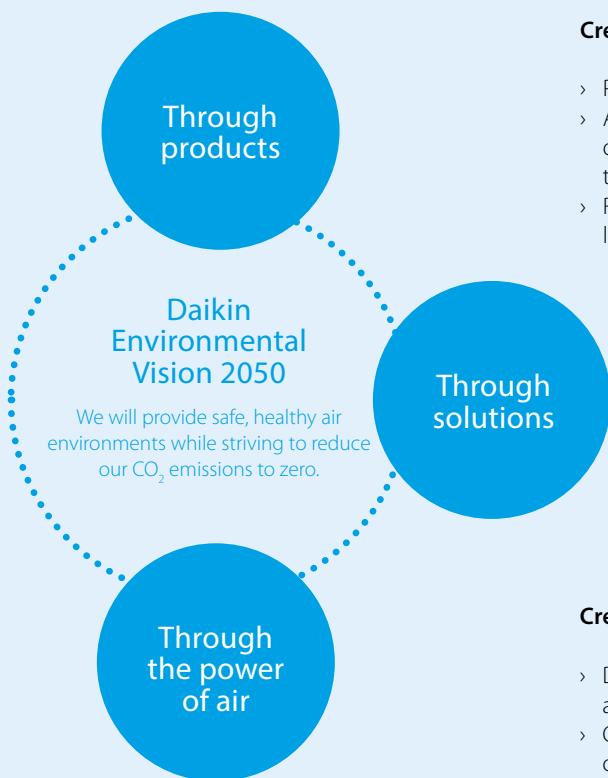 Through
products
Daikin
Environmental
Vision 2050
We will provide safe, healthy air
environments while striving to reduce
our CO₂ emissions to zero.
Through
solutions
Through
the power
of air